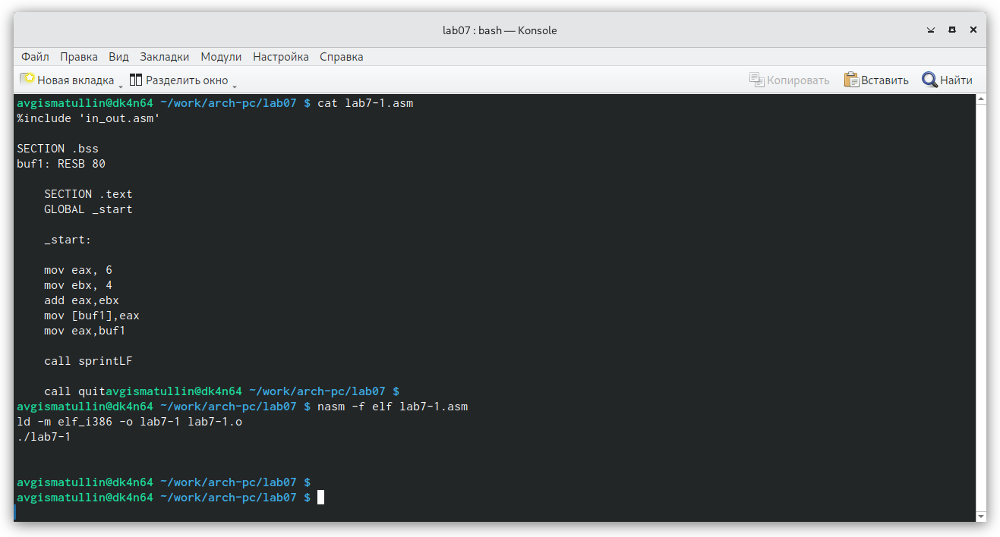 lab07 : bash — Konsole
Файл Правка Вид Закладки Модули Настройка Справка
Новая вкладка Разделить окно Копировать Вставить Найти
avgismatullin@dk4n64 ~/work/arch-pc/lab07 $ cat lab7-1.asm
%include 'in_out.asm'
SECTION .bss
buf1: RESB 80
SECTION .text
GLOBAL _start
_start:
mov eax, 6
mov ebx, 4
add eax,ebx
mov [buf1],eax
mov eax,buf1
call sprintLF
call quitavgismatullin@dk4n64 ~/work/arch-pc/lab07 $
avgismatullin@dk4n64 ~/work/arch-pc/lab07 $ nasm -f elf lab7-1.asm
ld -m elf_i386 -o lab7-1 lab7-1.o
./lab7-1
avgismatullin@dk4n64 ~/work/arch-pc/lab07 $
avgismatullin@dk4n64 ~/work/arch-pc/lab07 $